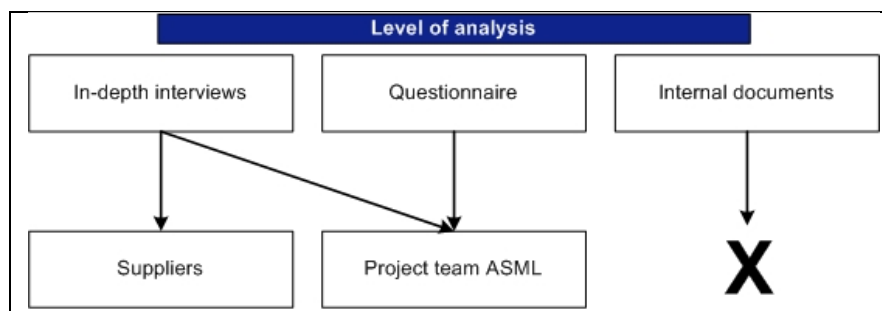 Level of analysis
In-depth interviews
Questionnaire
Internal documents
Suppliers
Project team ASML
X